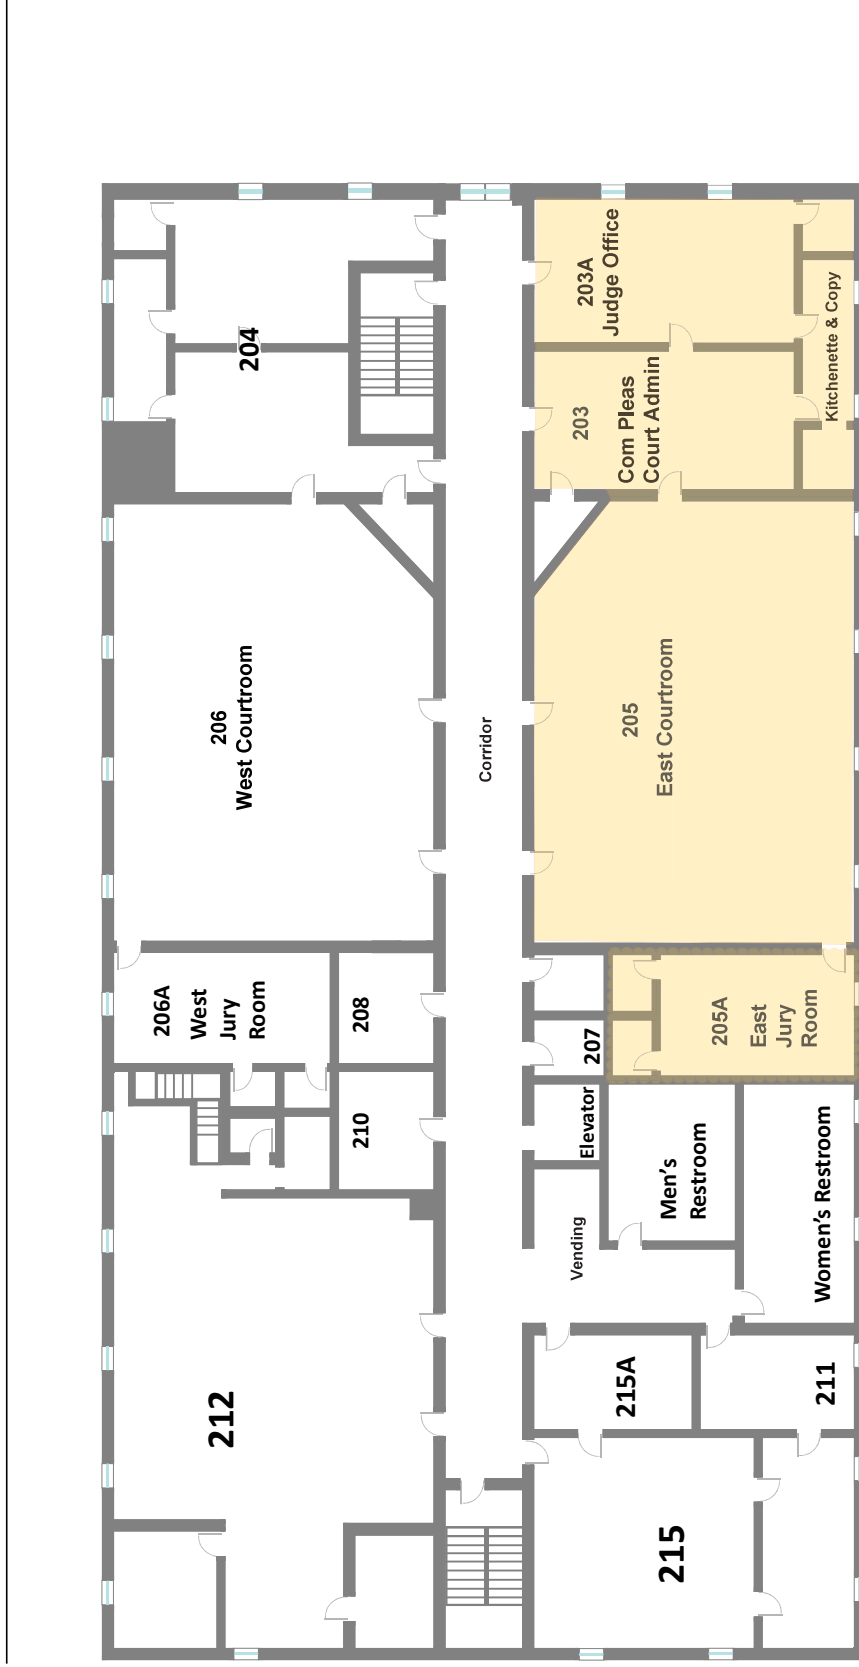 204
203A
Judge Office
Kitchenette & Copy
203
Com Pleas
Court Admin
206
West Courtroom
Corridor
205
East Courtroom
206A
West
Jury
Room
208
207
205A
East
Jury
Room
210
Elevator
Men's
Restroom
Women's Restroom
Vending
212
215A
211
215